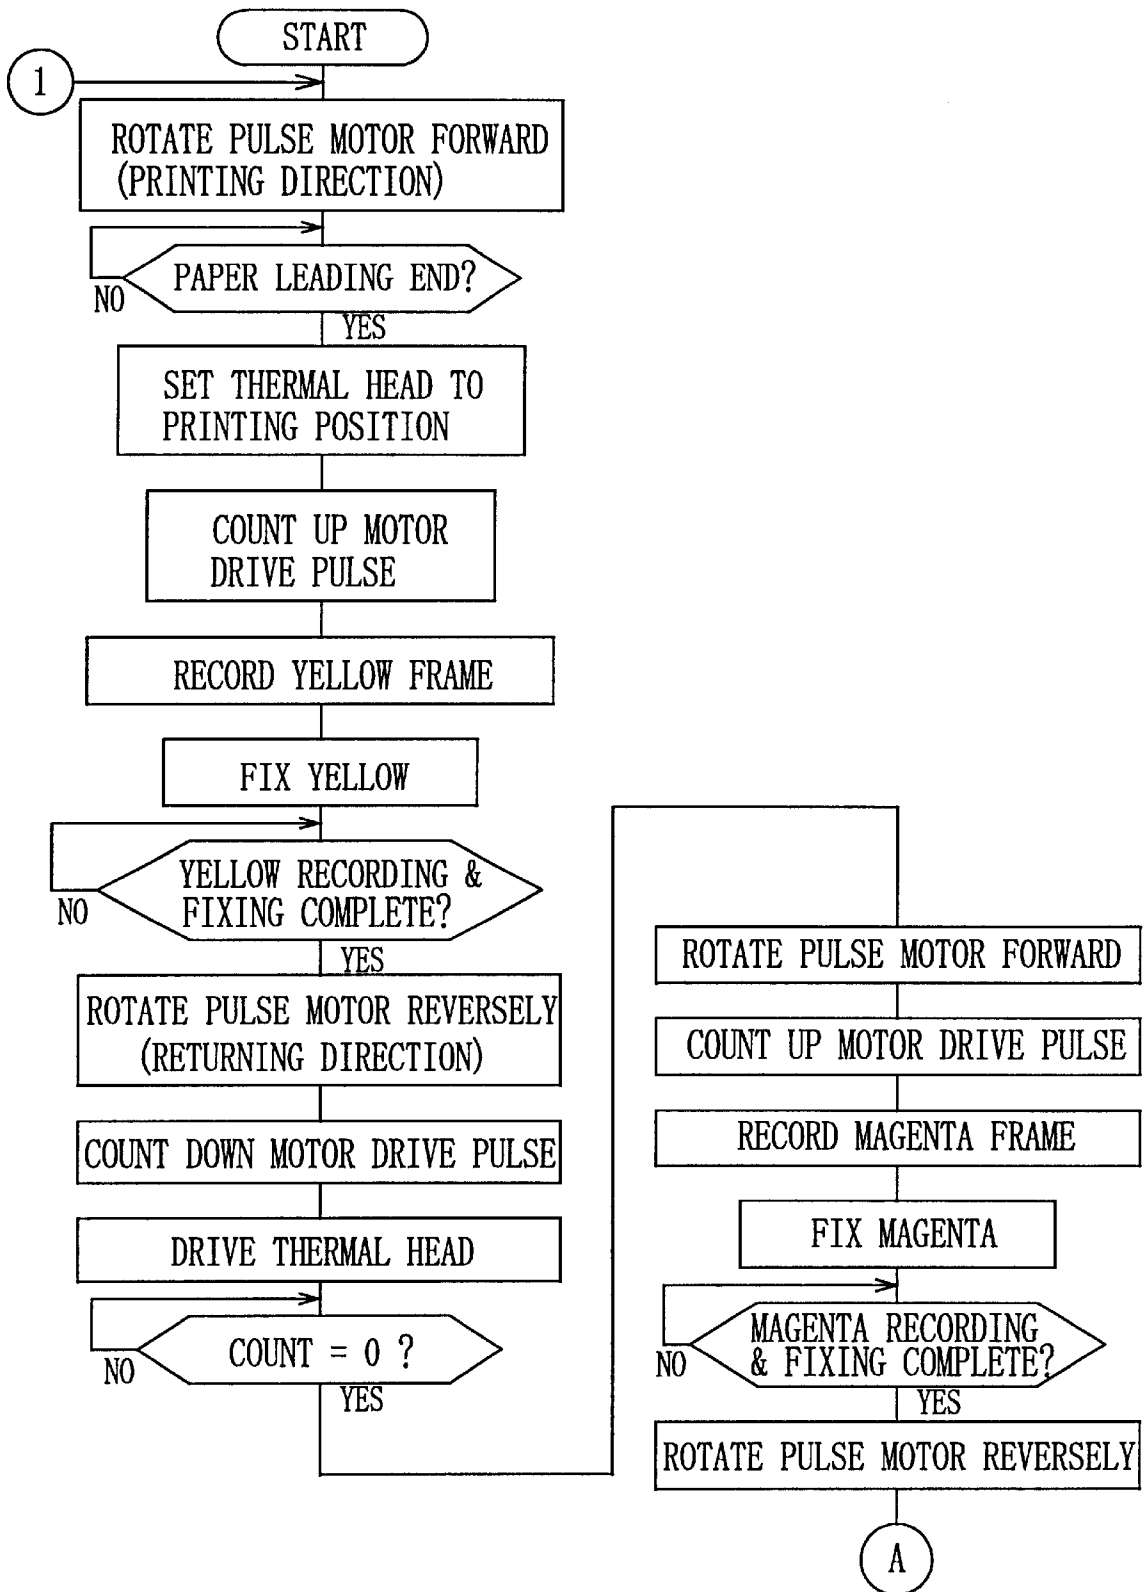 START
1
ROTATE PULSE MOTOR FORWARD
(PRINTING DIRECTION)
PAPER LEADING END?
NO
YES
SET THERMAL HEAD TO
PRINTING POSITION
COUNT UP MOTOR
DRIVE PULSE
RECORD YELLOW FRAME
FIX YELLOW
YELLOW RECORDING &
FIXING COMPLETE?
NO
YES
ROTATE PULSE MOTOR REVERSELY
(RETURNING DIRECTION)
COUNT DOWN MOTOR DRIVE PULSE
DRIVE THERMAL HEAD
COUNT = 0 ?
NO
YES
ROTATE PULSE MOTOR FORWARD
COUNT UP MOTOR DRIVE PULSE
RECORD MAGENTA FRAME
FIX MAGENTA
MAGENTA RECORDING
& FIXING COMPLETE?
NO
YES
ROTATE PULSE MOTOR REVERSELY
A